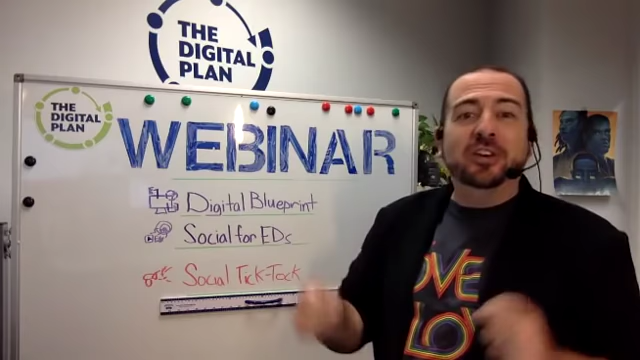 THE
DIGITAL
PLAN
THE
DIGITAL
PLAN
WEBINAR
Digital Blueprint
Social for EDs
Social Tick-Tock